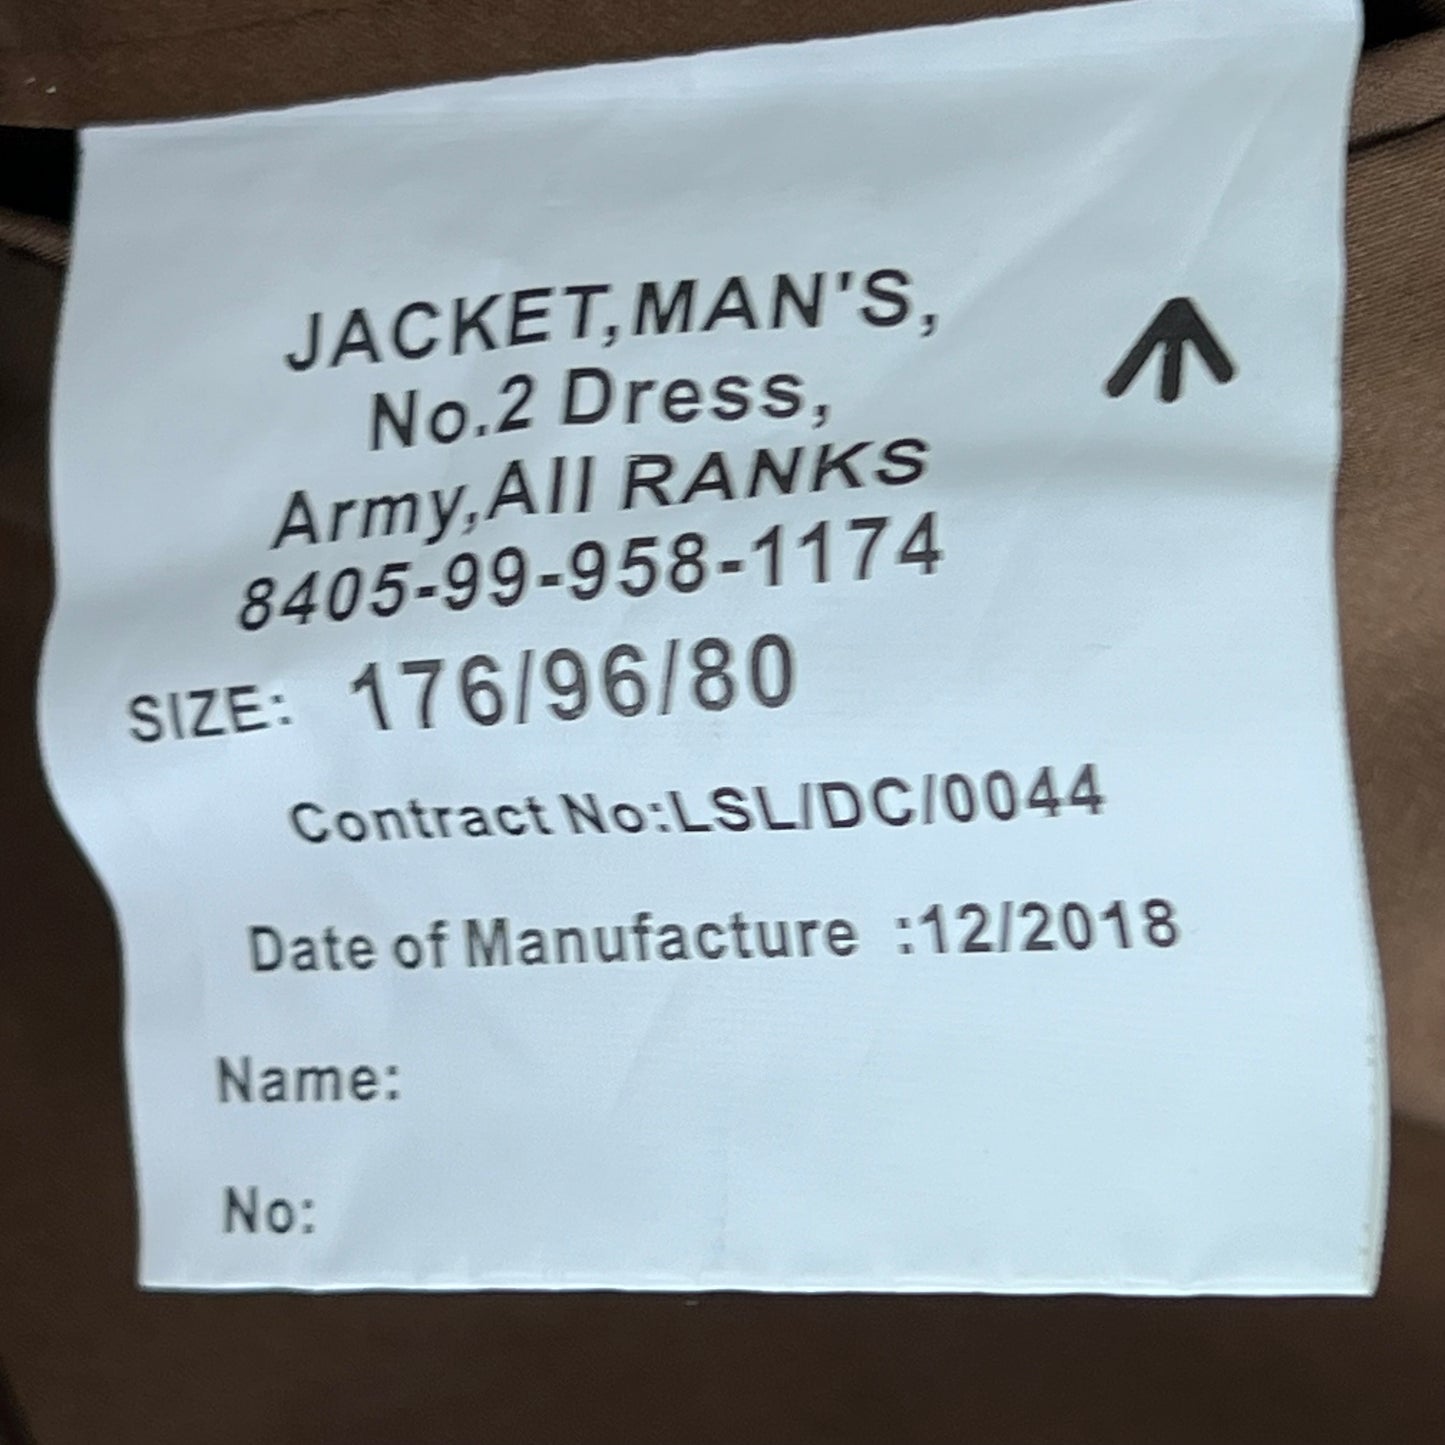 JACKET,MAN'S,
No.2 Dress,
Army,All RANKS
8405-99-958-1174
SIZE: 176/96/80
Contract No:LSL/DC/0044
Date of Manufacture :12/2018
Name:
No: